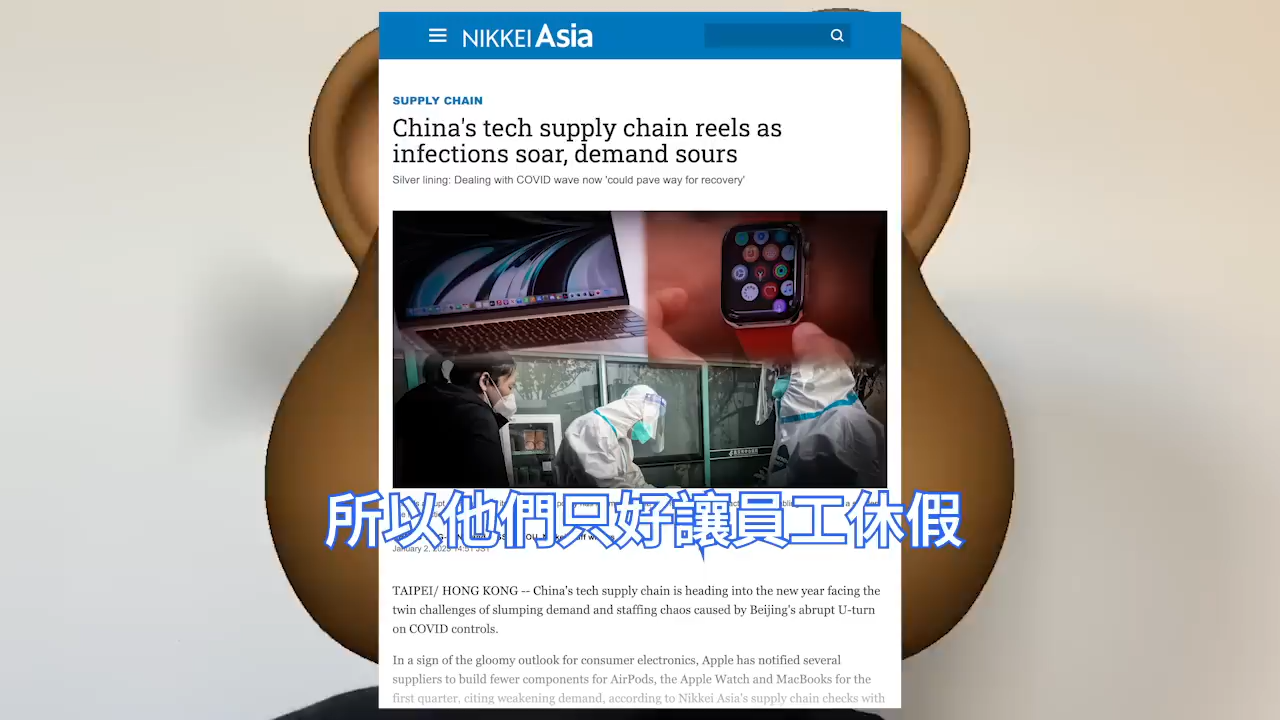 NIKKEI Asia
SUPPLY CHAIN
China's tech supply chain reels as
infections soar, demand sours
Silver lining: Dealing with COVID wave now 'could pave way for recovery'
所以他們只好讓員工休假
TAIPEI/ HONG KONG -- China's tech supply chain is heading into the new year facing the
twin challenges of slumping demand and staffing chaos caused by Beijing's abrupt U-turn
on COVID controls.
In a sign of the gloomy outlook for consumer electronics, Apple has notified several
suppliers to build fewer components for AirPods, the Apple Watch and MacBooks for the
first quarter, citing weakening demand, according to Nikkei Asia's supply chain checks with